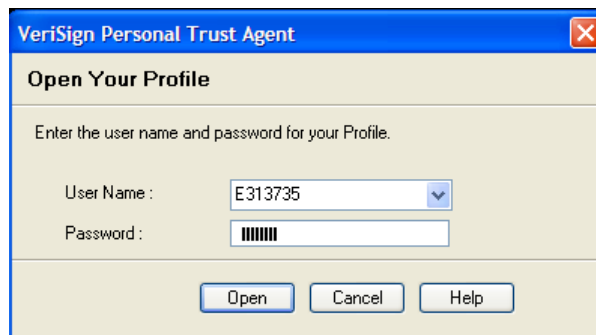 VeriSign Personal Trust Agent
Open Your Profile
Enter the user name and password for your Profile.
User Name : E313735
Password :
Open Cancel Help